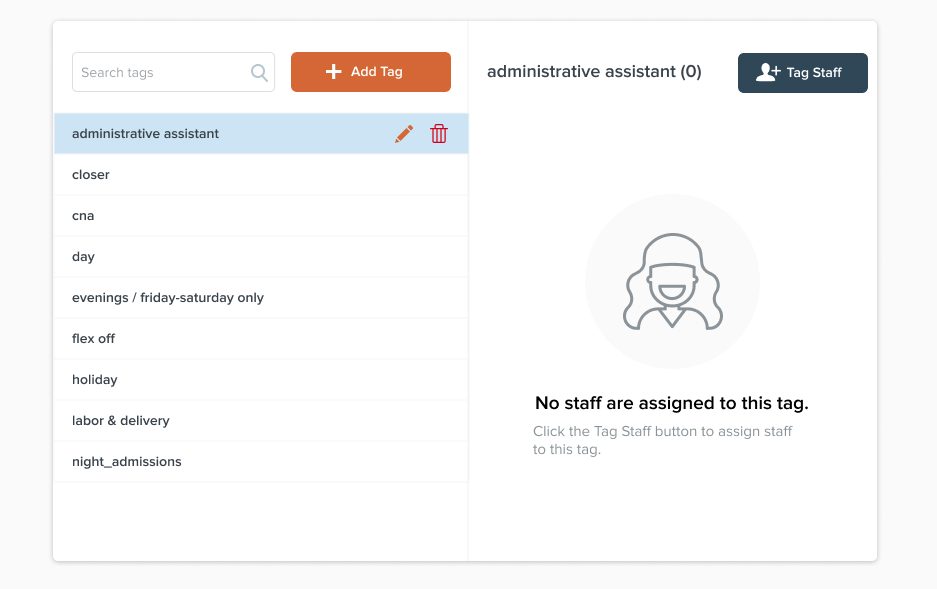 Search tags
Add Tag
administrative assistant (0)
Tag Staff
administrative assistant
closer
cna
day
evenings / friday-saturday only
flex off
holiday
labor & delivery
night_admissions
No staff are assigned to this tag.
Click the Tag Staff button to assign staff
to this tag.